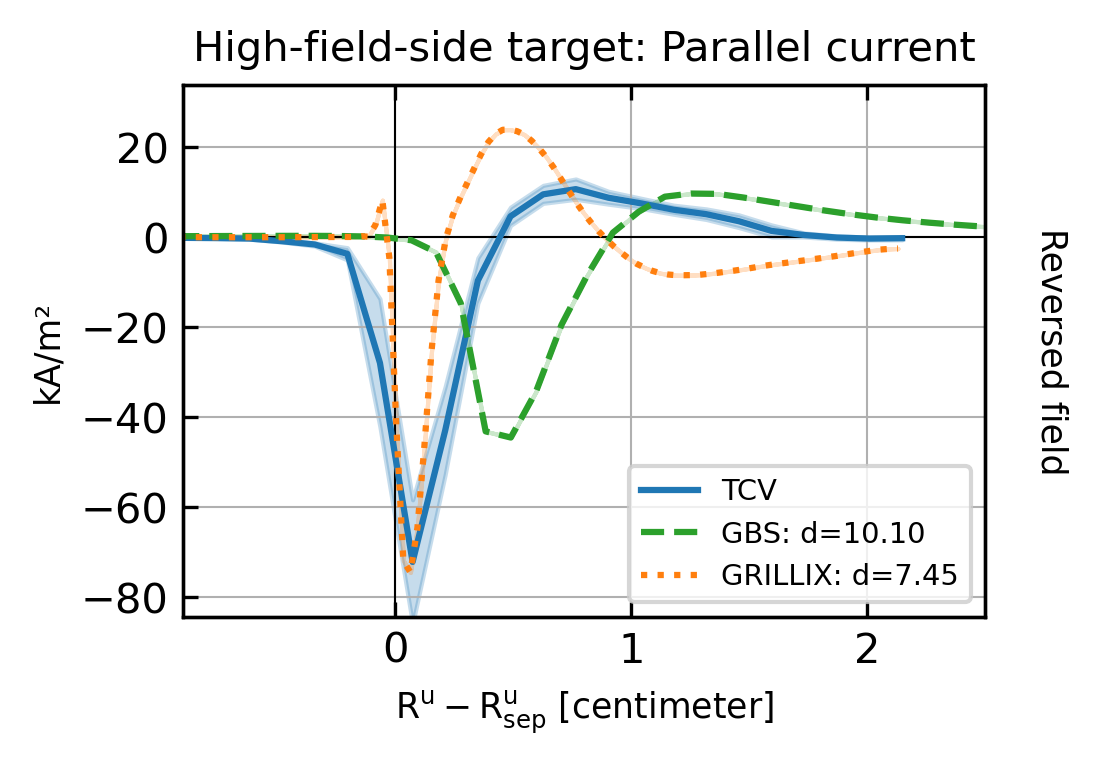 High-field-side target: Parallel current
20
0
−20
−40
−60
−80
kA/m²
Reversed field
TCV
GBS: d=10.10
GRILLIX: d=7.45
0 1 2
Rᵘ − Rᵘsep [centimeter]